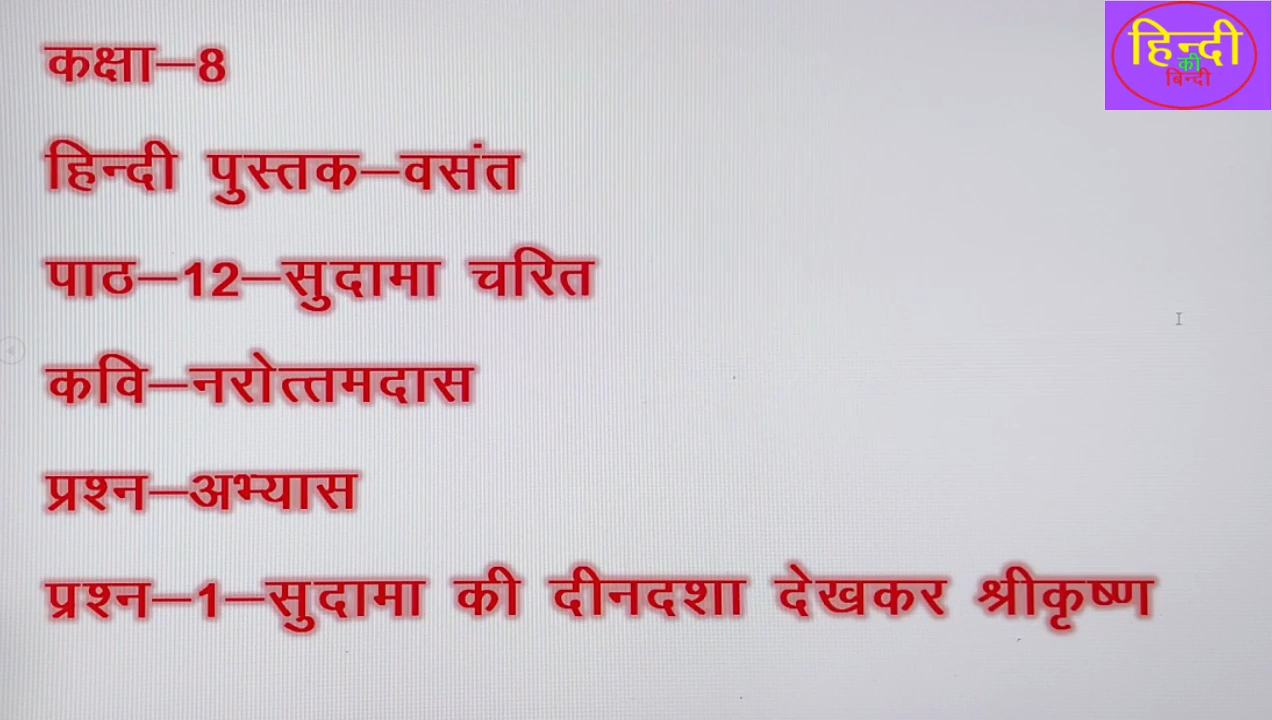 कक्षा–8
हिन्दी पुस्तक–वसंत
पाठ–12–सुदामा चरित
कवि–नरोत्तमदास
प्रश्न–अभ्यास
प्रश्न–1–सुदामा की दीनदशा देखकर श्रीकृष्ण
हिन्दी
की
बिन्दी